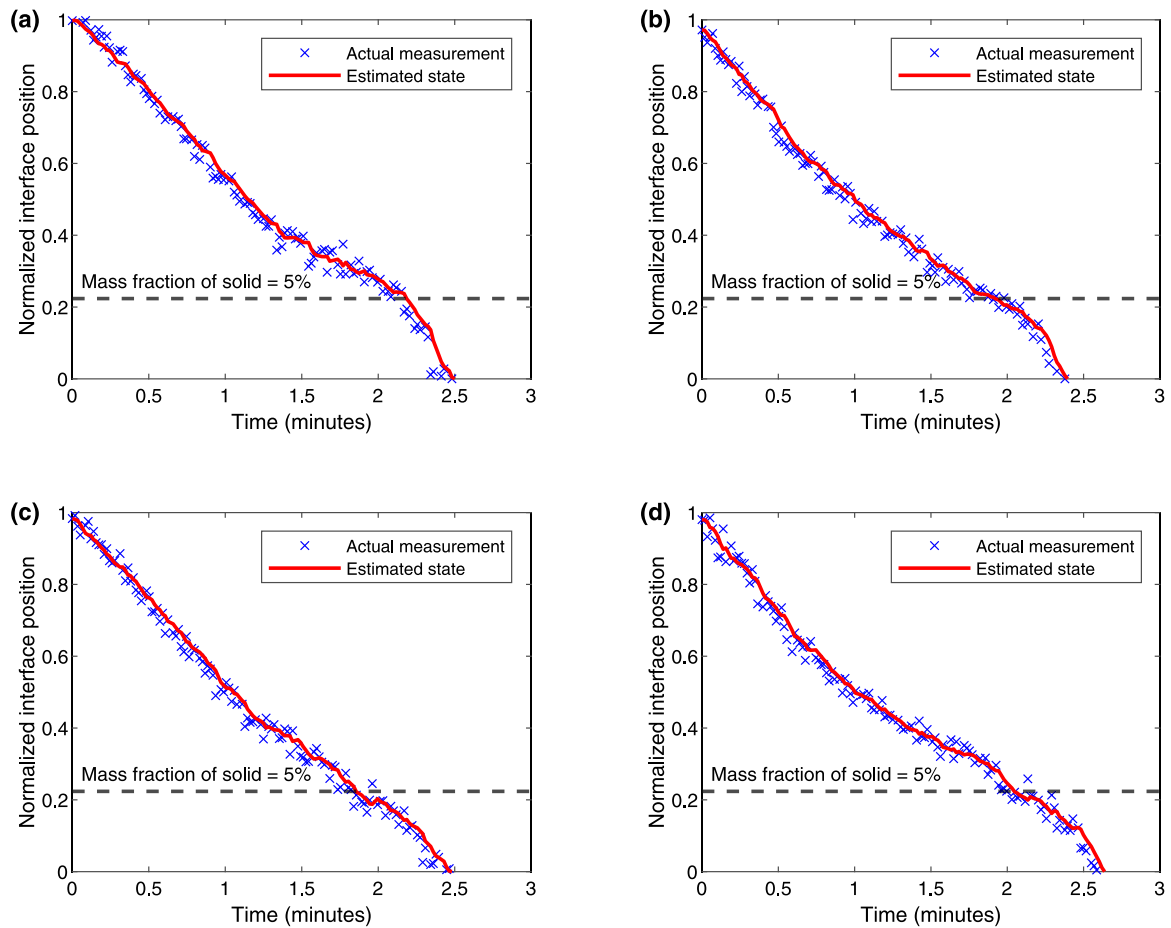 (a)
Normalized interface position
1
0.8
0.6
0.4
0.2
0
Actual measurement
Estimated state
Mass fraction of solid = 5%
0 0.5 1 1.5 2 2.5 3
Time (minutes)
(b)
Normalized interface position
1
0.8
0.6
0.4
0.2
0
Actual measurement
Estimated state
Mass fraction of solid = 5%
0 0.5 1 1.5 2 2.5 3
Time (minutes)
(c)
Normalized interface position
1
0.8
0.6
0.4
0.2
0
Actual measurement
Estimated state
Mass fraction of solid = 5%
0 0.5 1 1.5 2 2.5 3
Time (minutes)
(d)
Normalized interface position
1
0.8
0.6
0.4
0.2
0
Actual measurement
Estimated state
Mass fraction of solid = 5%
0 0.5 1 1.5 2 2.5 3
Time (minutes)